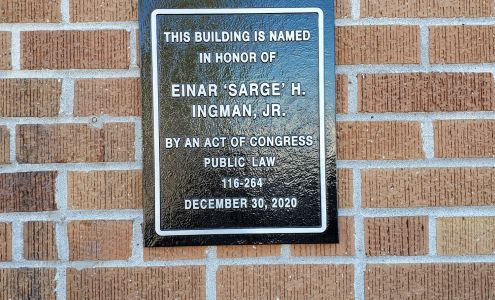 THIS BUILDING IS NAMED
IN HONOR OF
EINAR ‘SARGE’ H.
INGMAN, JR.
BY AN ACT OF CONGRESS
PUBLIC LAW
116-264
DECEMBER 30, 2020